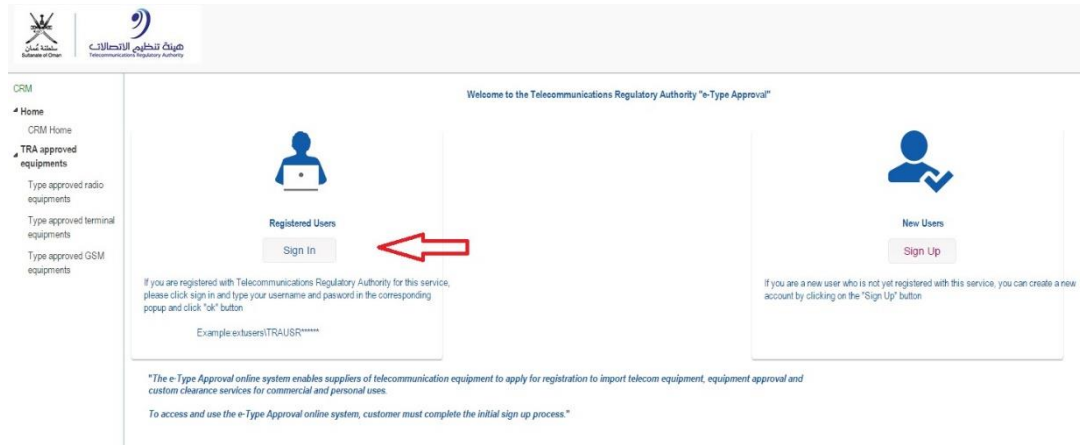 سلطنة عُمان
Sultanate of Oman
هيئة تنظيم الاتصالات
Telecommunications Regulatory Authority
CRM
Home
CRM Home
TRA approved
equipments
Type approved radio
equipments
Type approved terminal
equipments
Type approved GSM
equipments
Welcome to the Telecommunications Regulatory Authority "e-Type Approval"
Registered Users
Sign In
If you are registered with Telecommunications Regulatory Authority for this service,
please click sign in and type your username and pasword in the corresponding
popup and click "ok" button
Example:extusers\TRAUSR******
New Users
Sign Up
If you are a new user who is not yet registered with this service, you can create a new
account by clicking on the "Sign Up" button
"The e-Type Approval online system enables suppliers of telecommunication equipment to apply for registration to import telecom equipment, equipment approval and
custom clearance services for commercial and personal uses.
To access and use the e-Type Approval online system, customer must complete the initial sign up process."